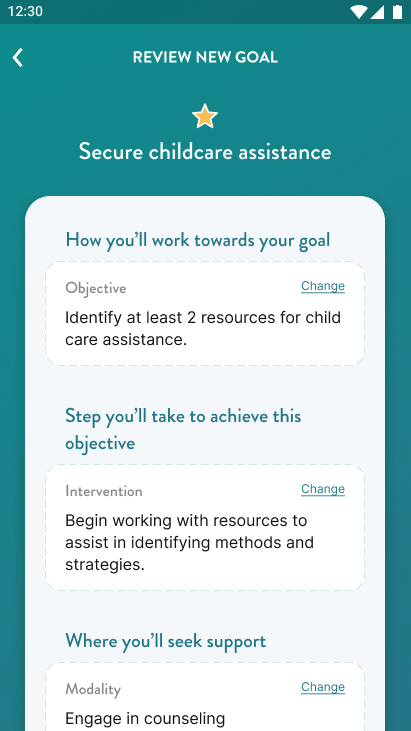 12:30
REVIEW NEW GOAL
Secure childcare assistance
How you’ll work towards your goal
Objective
Change
Identify at least 2 resources for child
care assistance.
Step you’ll take to achieve this
objective
Intervention
Change
Begin working with resources to
assist in identifying methods and
strategies.
Where you’ll seek support
Modality
Change
Engage in counseling